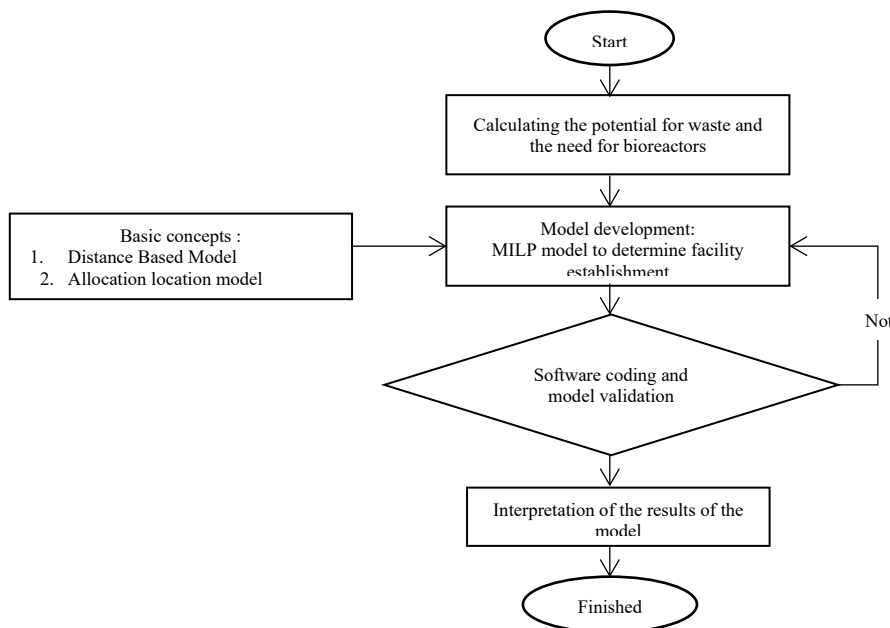 Start
Calculating the potential for waste and
the need for bioreactors
Basic concepts :
1. Distance Based Model
2. Allocation location model
Model development:
MILP model to determine facility
establishment
Not
Software coding and
model validation
Interpretation of the results of the
model
Finished